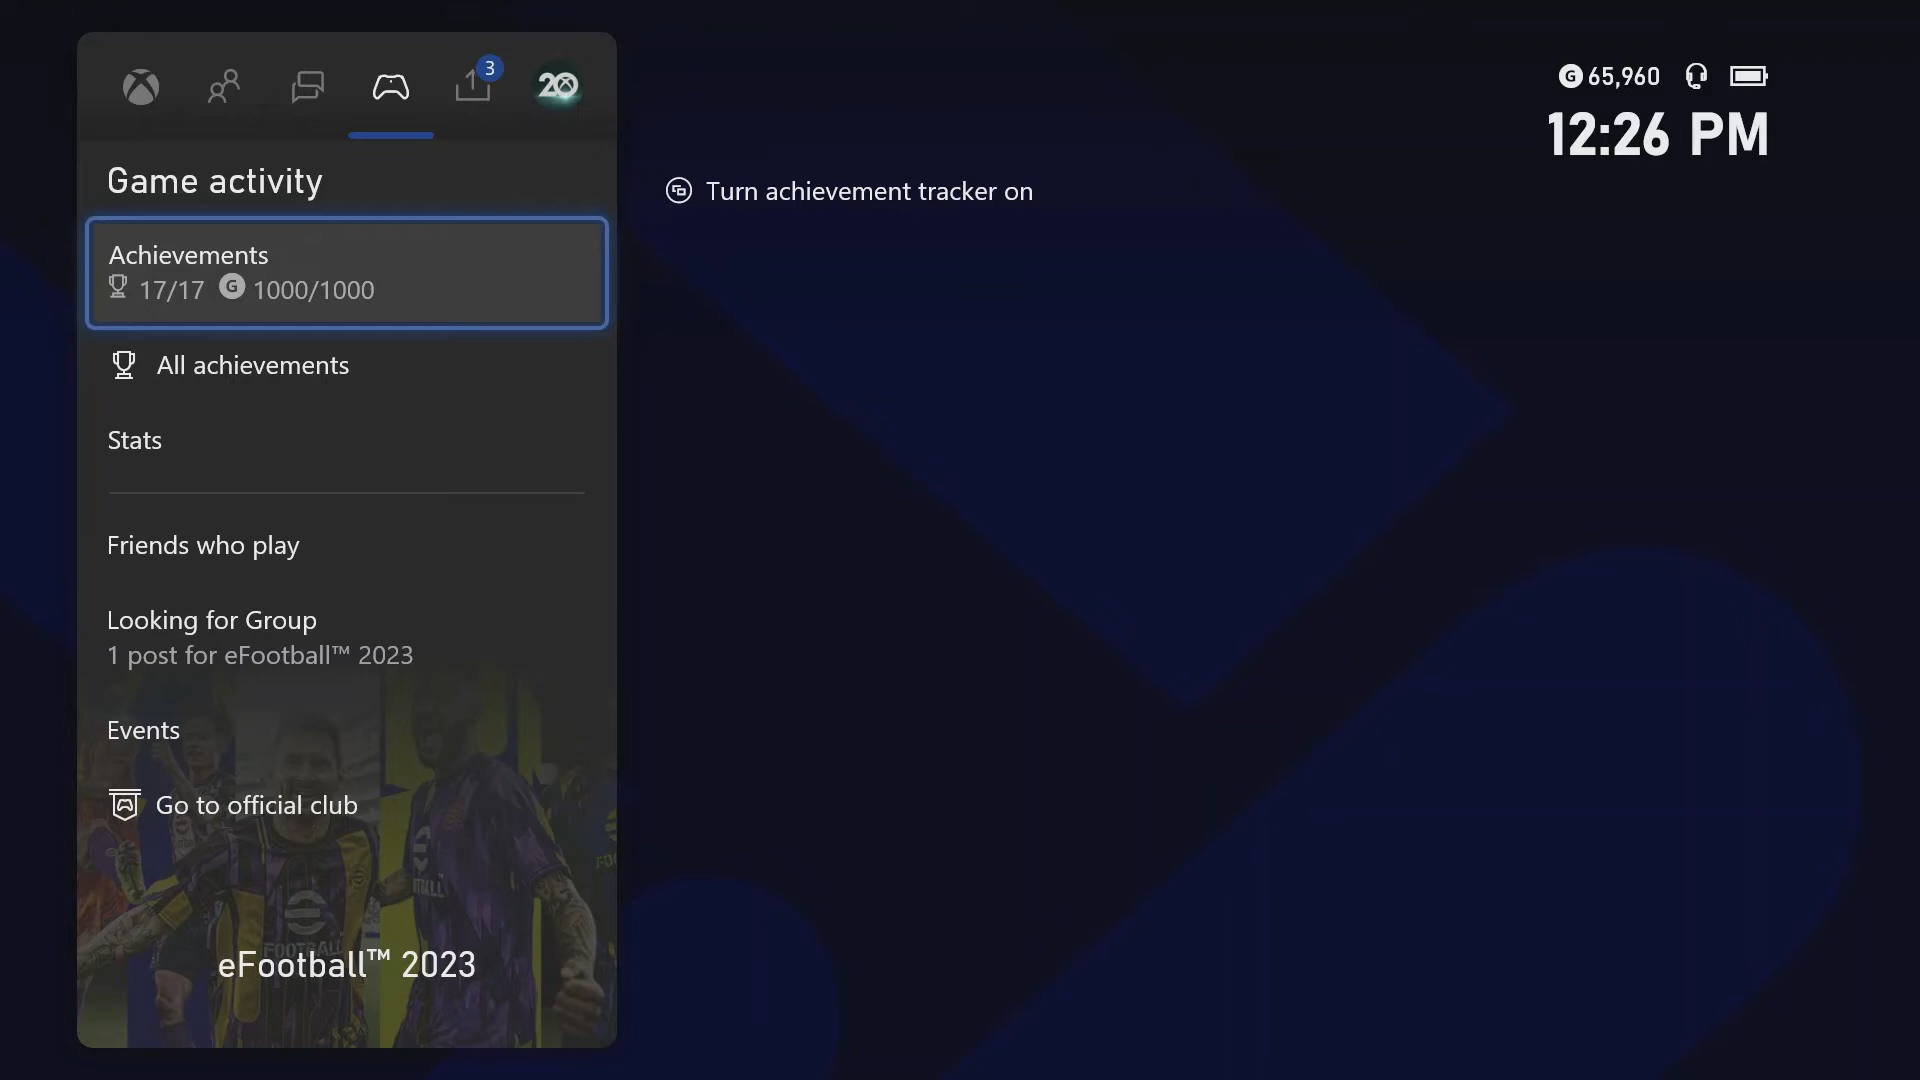 3
20
G 65,960
12:26 PM
Game activity
Turn achievement tracker on
Achievements
17/17 G 1000/1000
All achievements
Stats
Friends who play
Looking for Group
1 post for eFootball™ 2023
Events
Go to official club
FOOTBALL
eFootball™ 2023